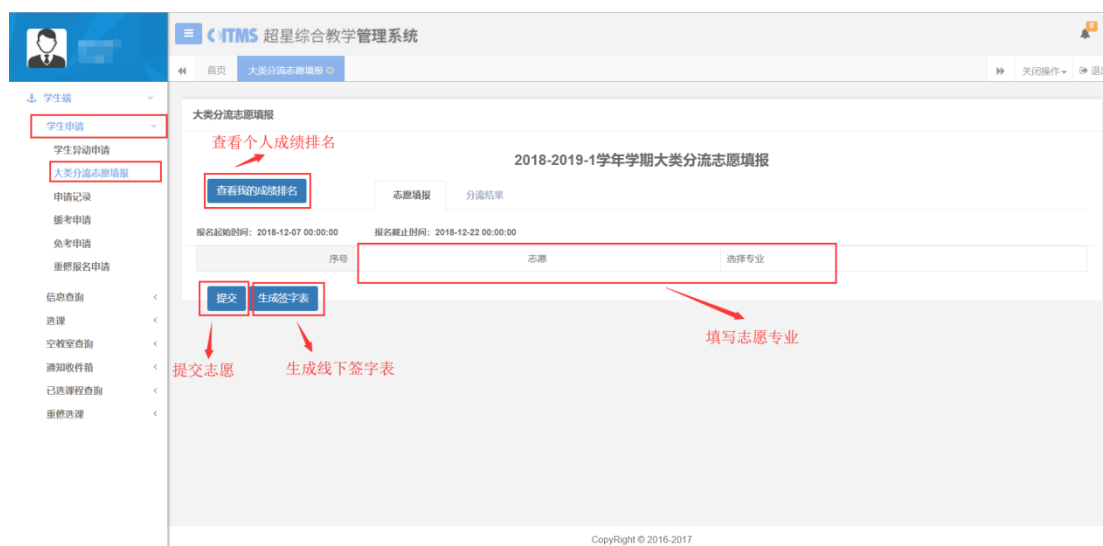 CHITMS 超星综合教学管理系统
首页 大类分流志愿填报 关闭操作 退
学生端
学生申请
学生异动申请
大类分流志愿填报
申请记录
缓考申请
免考申请
重修报名申请
信息查询
选课
空教室查询
通知收件箱
已选课程查询
重修选课
大类分流志愿填报
查看个人成绩排名
2018-2019-1学年学期大类分流志愿填报
查看我的成绩排名 志愿填报 分流结果
报名起始时间：2018-12-07 00:00:00 报名截止时间：2018-12-22 00:00:00
序号 志愿 选择专业
提交 生成签字表
填写志愿专业
提交志愿 生成线下签字表
CopyRight © 2016-2017